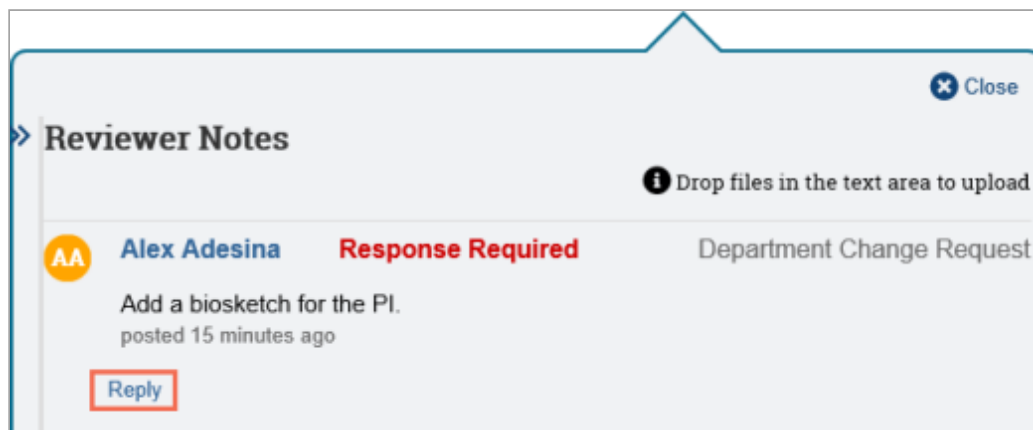 Close
Reviewer Notes
Drop files in the text area to upload
AA Alex Adesina Response Required Department Change Request
Add a biosketch for the PI.
posted 15 minutes ago
Reply